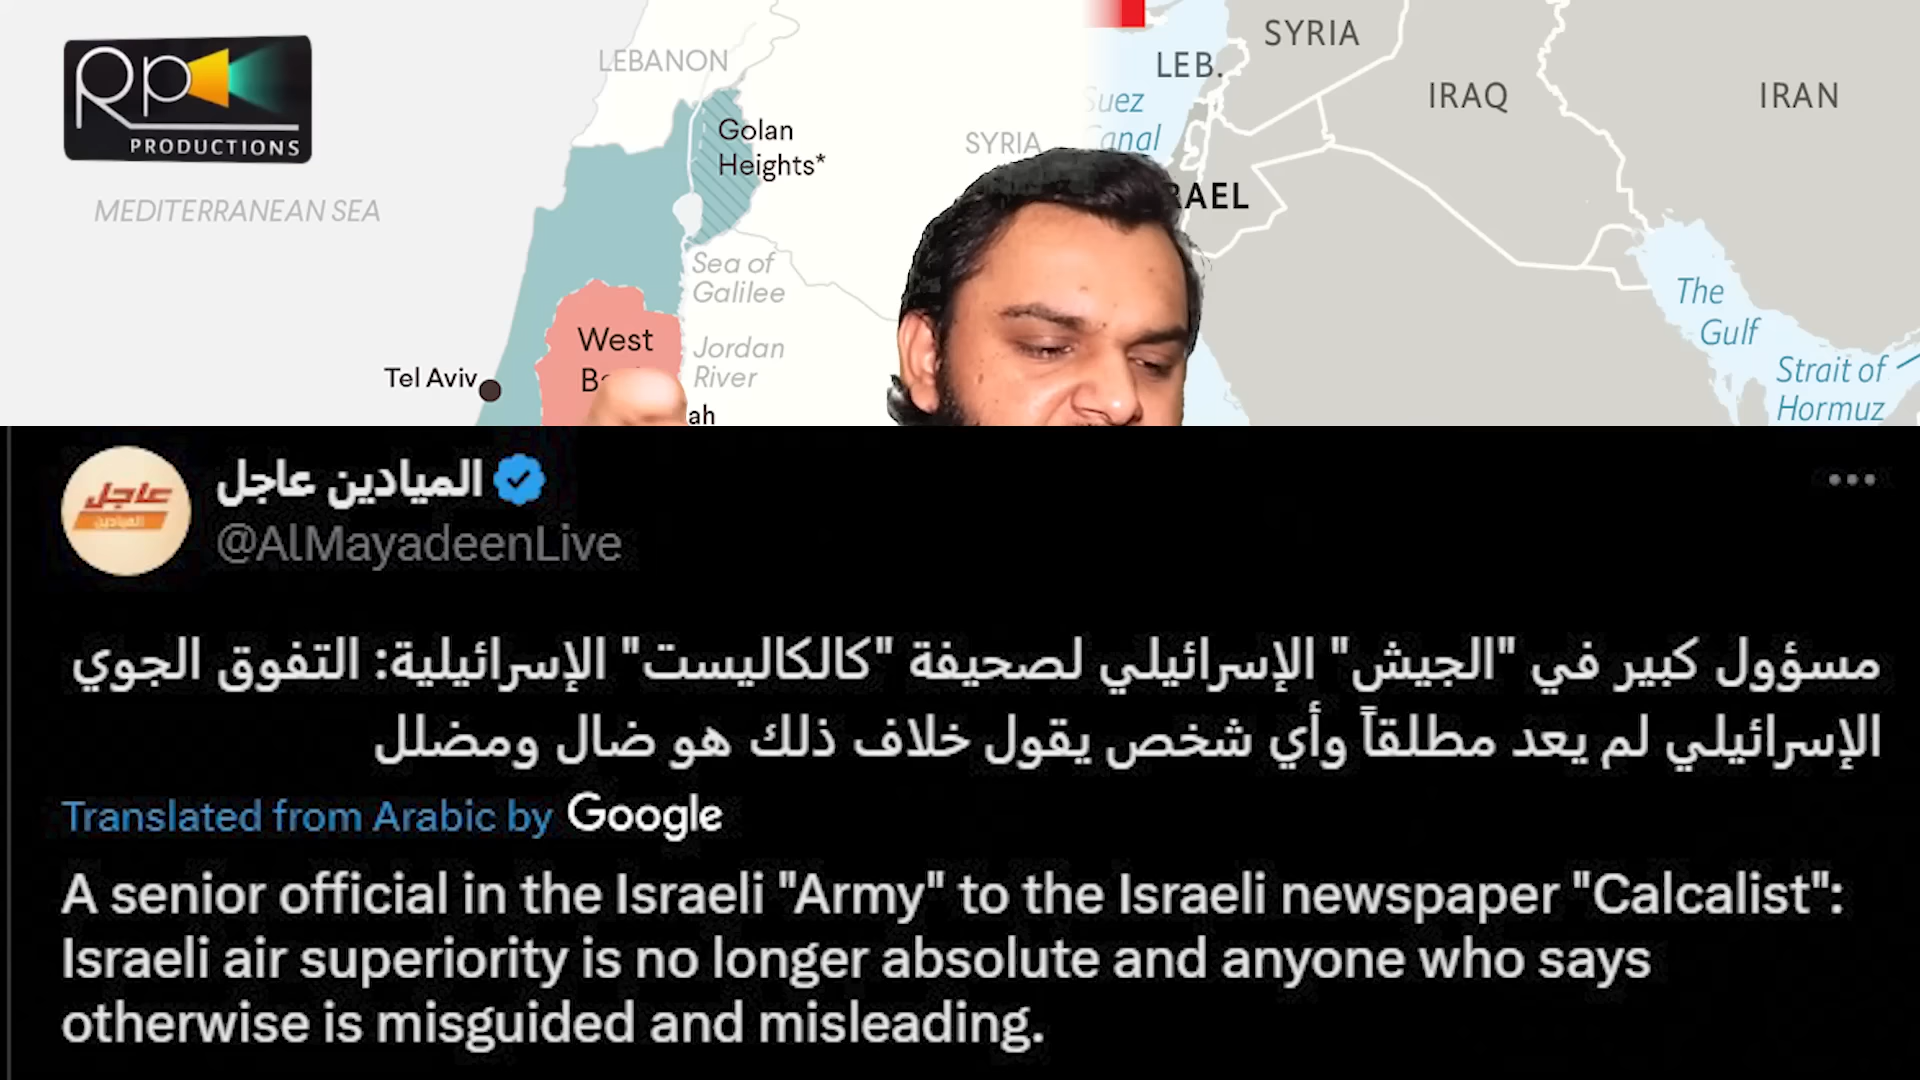 Rp
PRODUCTIONS
LEBANON
Golan
Heights*
SYRIA
MEDITERRANEAN SEA
Sea of
Galilee
West
Jordan
River
Tel Aviv
SYRIA
LEB.
IRAQ
IRAN
Suez
Canal
The
Gulf
Strait of
Hormuz
عاجل
الميادين
الميادين عاجل
@AlMayadeenLive
مسؤول كبير في "الجيش" الإسرائيلي لصحيفة "كالكاليست" الإسرائيلية: التفوق الجوي
الإسرائيلي لم يعد مطلقاً وأي شخص يقول خلاف ذلك هو ضال ومضلل
Translated from Arabic by Google
A senior official in the Israeli "Army" to the Israeli newspaper "Calcalist":
Israeli air superiority is no longer absolute and anyone who says
otherwise is misguided and misleading.